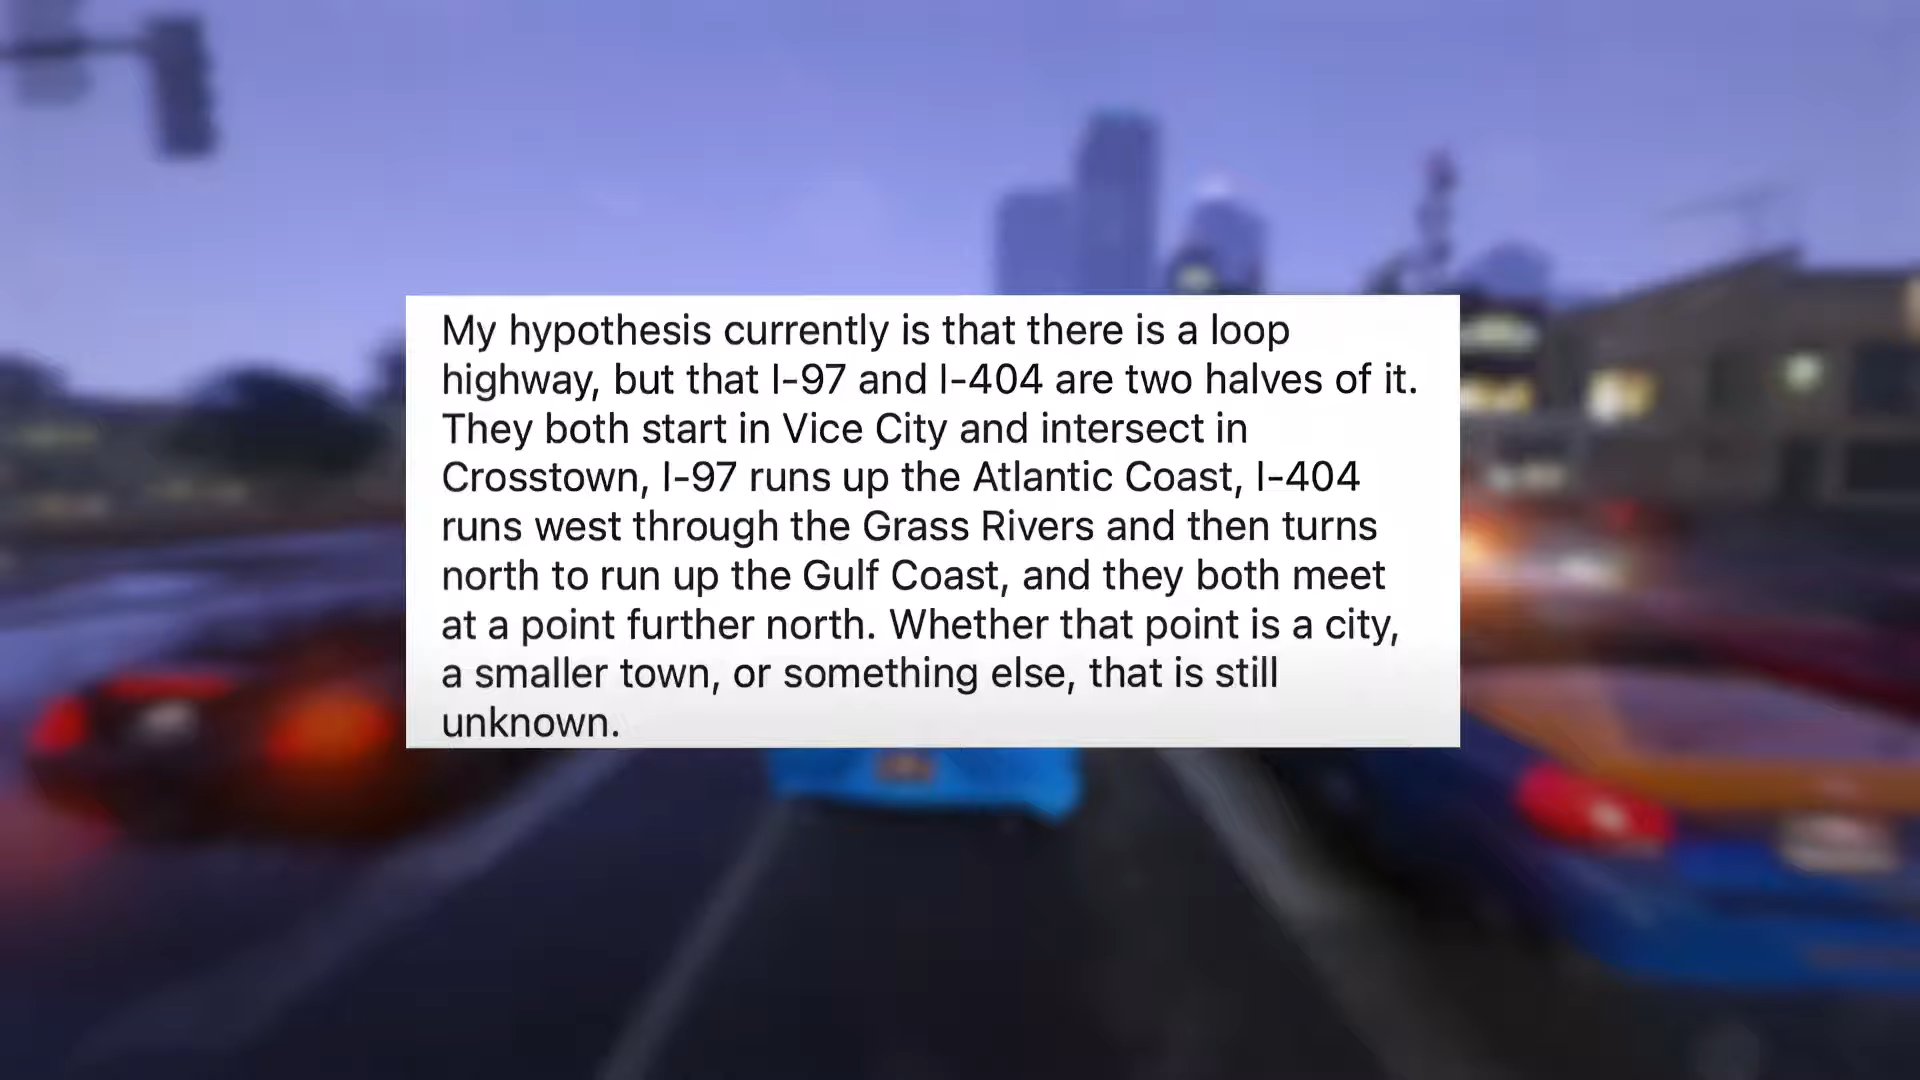 My hypothesis currently is that there is a loop
highway, but that I-97 and I-404 are two halves of it.
They both start in Vice City and intersect in
Crosstown, I-97 runs up the Atlantic Coast, I-404
runs west through the Grass Rivers and then turns
north to run up the Gulf Coast, and they both meet
at a point further north. Whether that point is a city,
a smaller town, or something else, that is still
unknown.